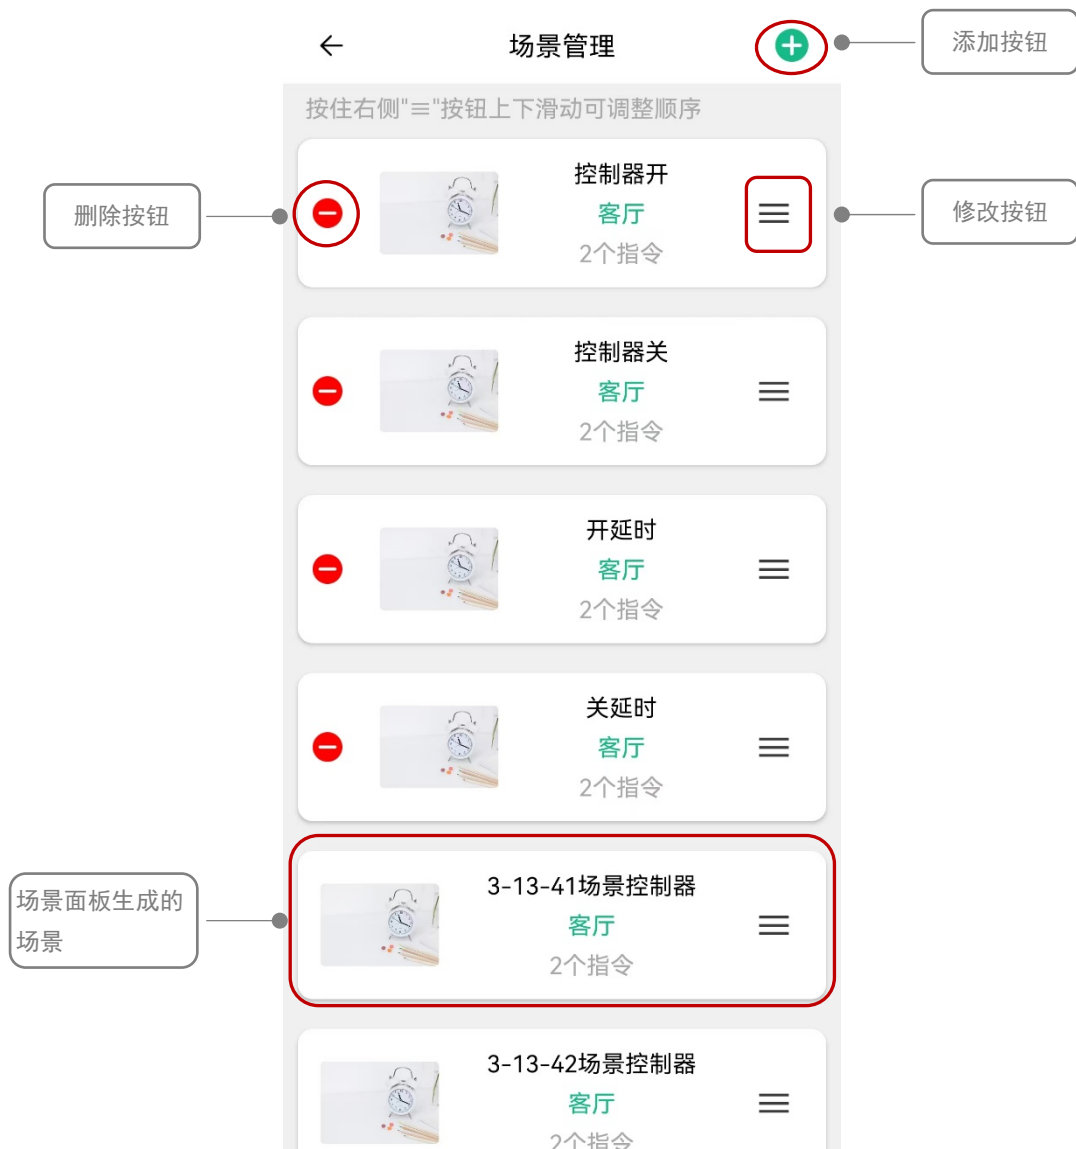 场景管理
添加按钮
按住右侧"≡"按钮上下滑动可调整顺序
删除按钮
控制器开
客厅
2个指令
修改按钮
控制器关
客厅
2个指令
开延时
客厅
2个指令
关延时
客厅
2个指令
场景面板生成的
场景
3-13-41场景控制器
客厅
2个指令
3-13-42场景控制器
客厅
2个指令